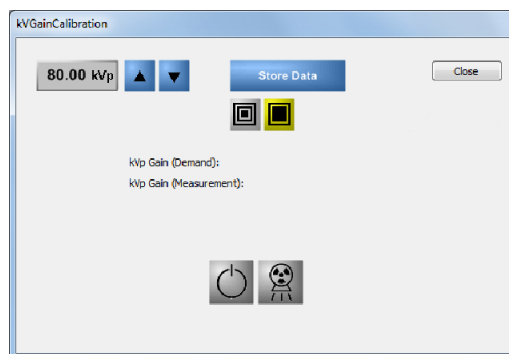 kVGainCalibration
80.00 kVp
Store Data
Close
kVp Gain (Demand):
kVp Gain (Measurement):